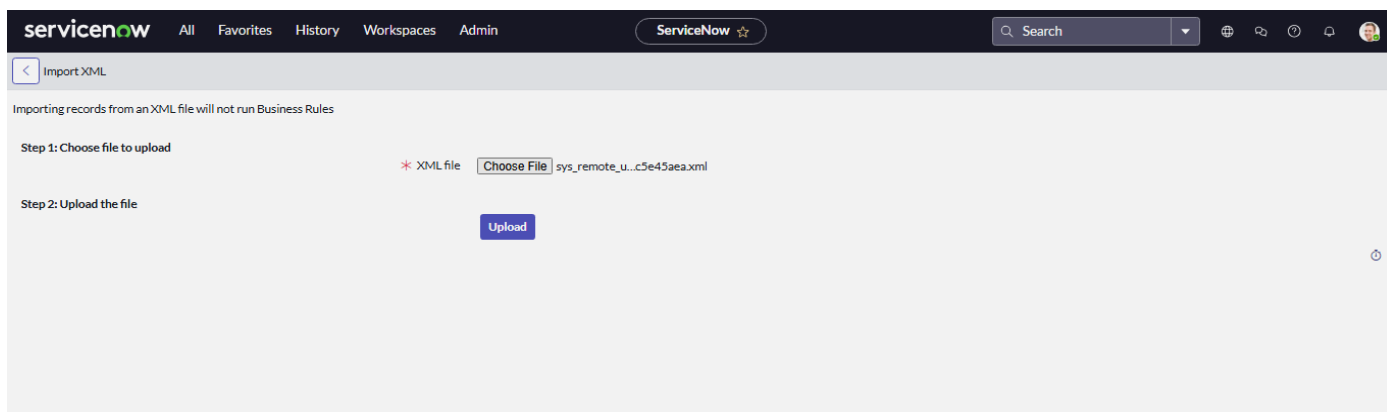 servicenow All Favorites History Workspaces Admin ServiceNow Search
Import XML
Importing records from an XML file will not run Business Rules
Step 1: Choose file to upload
XML file Choose File sys_remote_u...c5e45aea.xml
Step 2: Upload the file
Upload